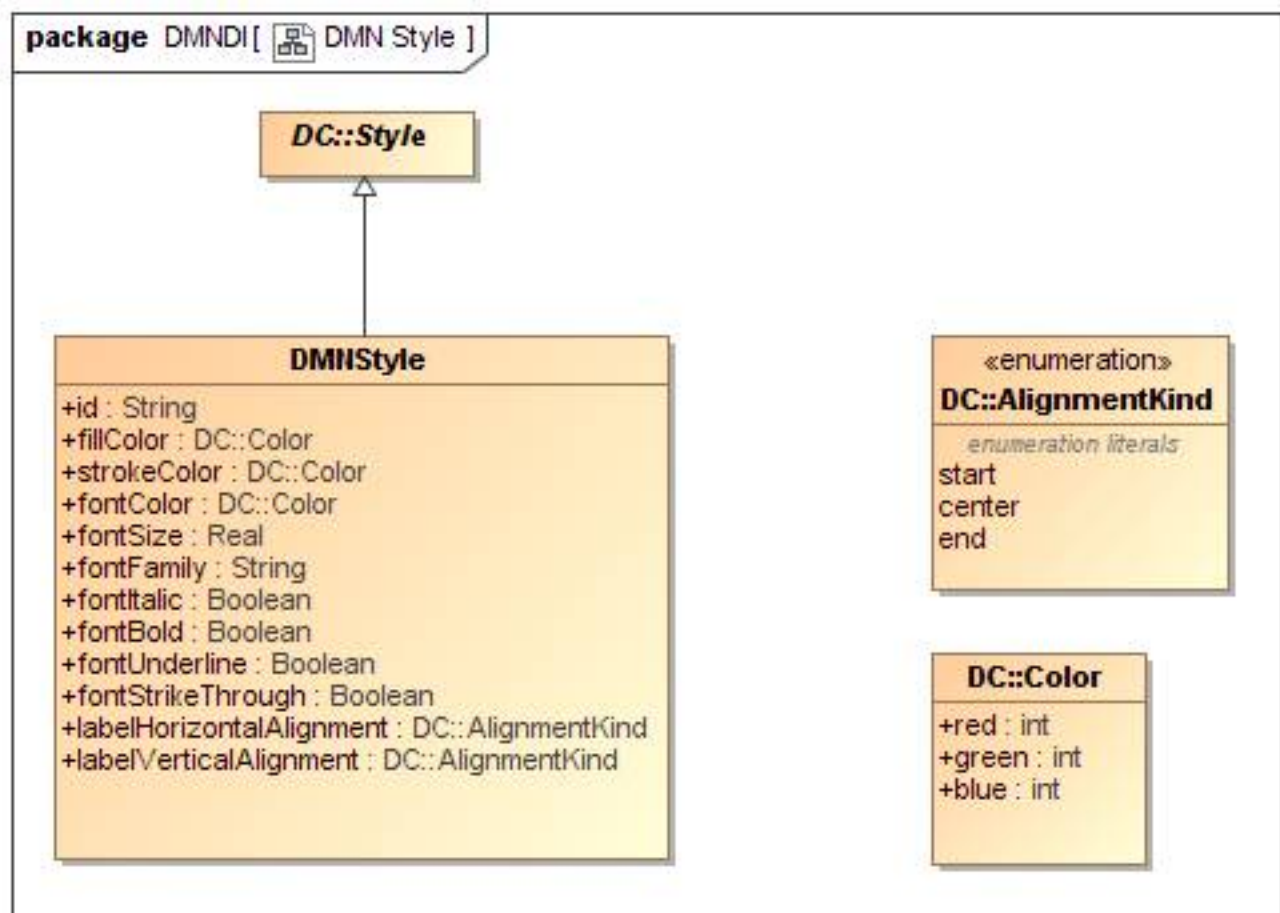 package DMNDI[ DMN Style ]
DC::Style
DMNStyle
+id : String
+fillColor : DC::Color
+strokeColor : DC::Color
+fontColor : DC::Color
+fontSize : Real
+fontFamily : String
+fontItalic : Boolean
+fontBold : Boolean
+fontUnderline : Boolean
+fontStrikeThrough : Boolean
+labelHorizontalAlignment : DC::AlignmentKind
+labelVerticalAlignment : DC::AlignmentKind
«enumeration»
DC::AlignmentKind
enumeration literals
start
center
end
DC::Color
+red : int
+green : int
+blue : int